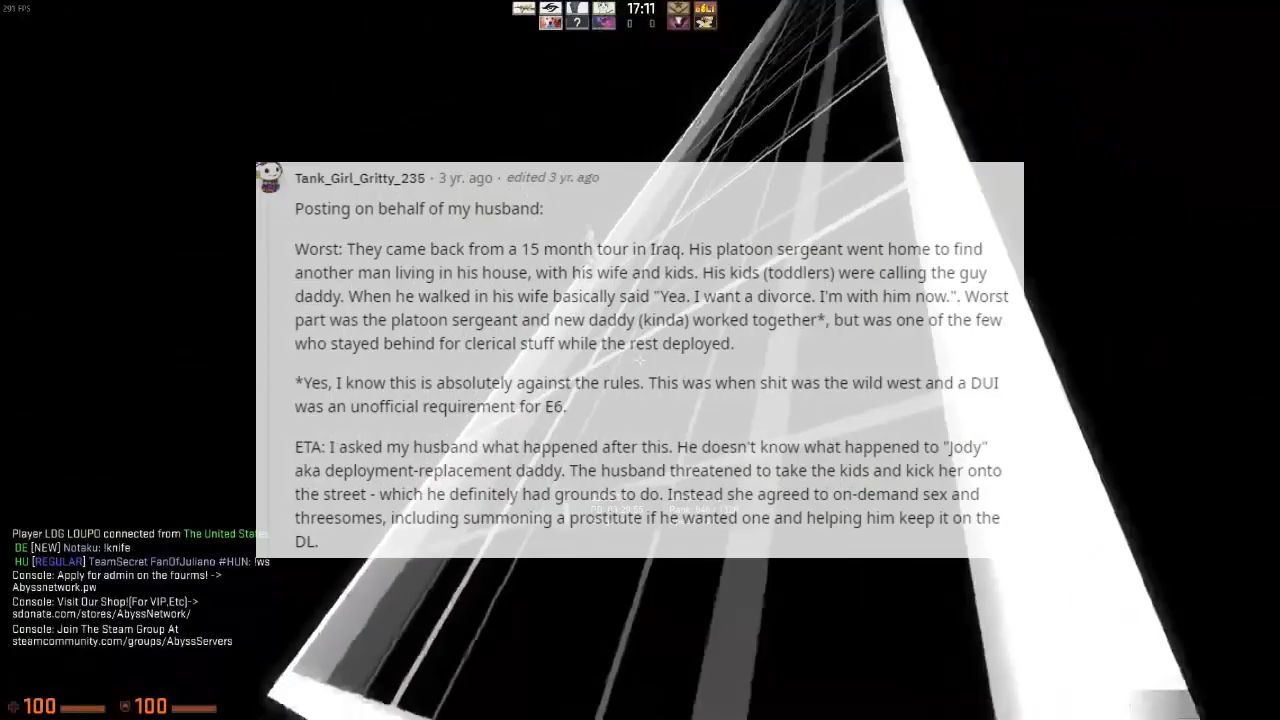 291 FPS
17:11
0 0
?
Tank_Girl_Gritty_235 · 3 yr. ago · edited 3 yr. ago
Posting on behalf of my husband:
Worst: They came back from a 15 month tour in Iraq. His platoon sergeant went home to find
another man living in his house, with his wife and kids. His kids (toddlers) were calling the guy
daddy. When he walked in his wife basically said "Yea. I want a divorce. I'm with him now.". Worst
part was the platoon sergeant and new daddy (kinda) worked together*, but was one of the few
who stayed behind for clerical stuff while the rest deployed.
*Yes, I know this is absolutely against the rules. This was when shit was the wild west and a DUI
was an unofficial requirement for E6.
ETA: I asked my husband what happened after this. He doesn't know what happened to "Jody"
aka deployment-replacement daddy. The husband threatened to take the kids and kick her onto
the street - which he definitely had grounds to do. Instead she agreed to on-demand sex and
threesomes, including summoning a prostitute if he wanted one and helping him keep it on the
DL.
Player LDG LOUPO connected from The United States
DE [NEW] Notaku: !knife
HU [REGULAR] TeamSecret FanOfJuliano #HUN: !ws
Console: Apply for admin on the fourms! ->
Abyssnetwork.pw
Console: Visit Our Shop!(For VIP,Etc)->
sdonate.com/stores/AbyssNetwork/
Console: Join The Steam Group At
steamcommunity.com/groups/AbyssServers
100 100